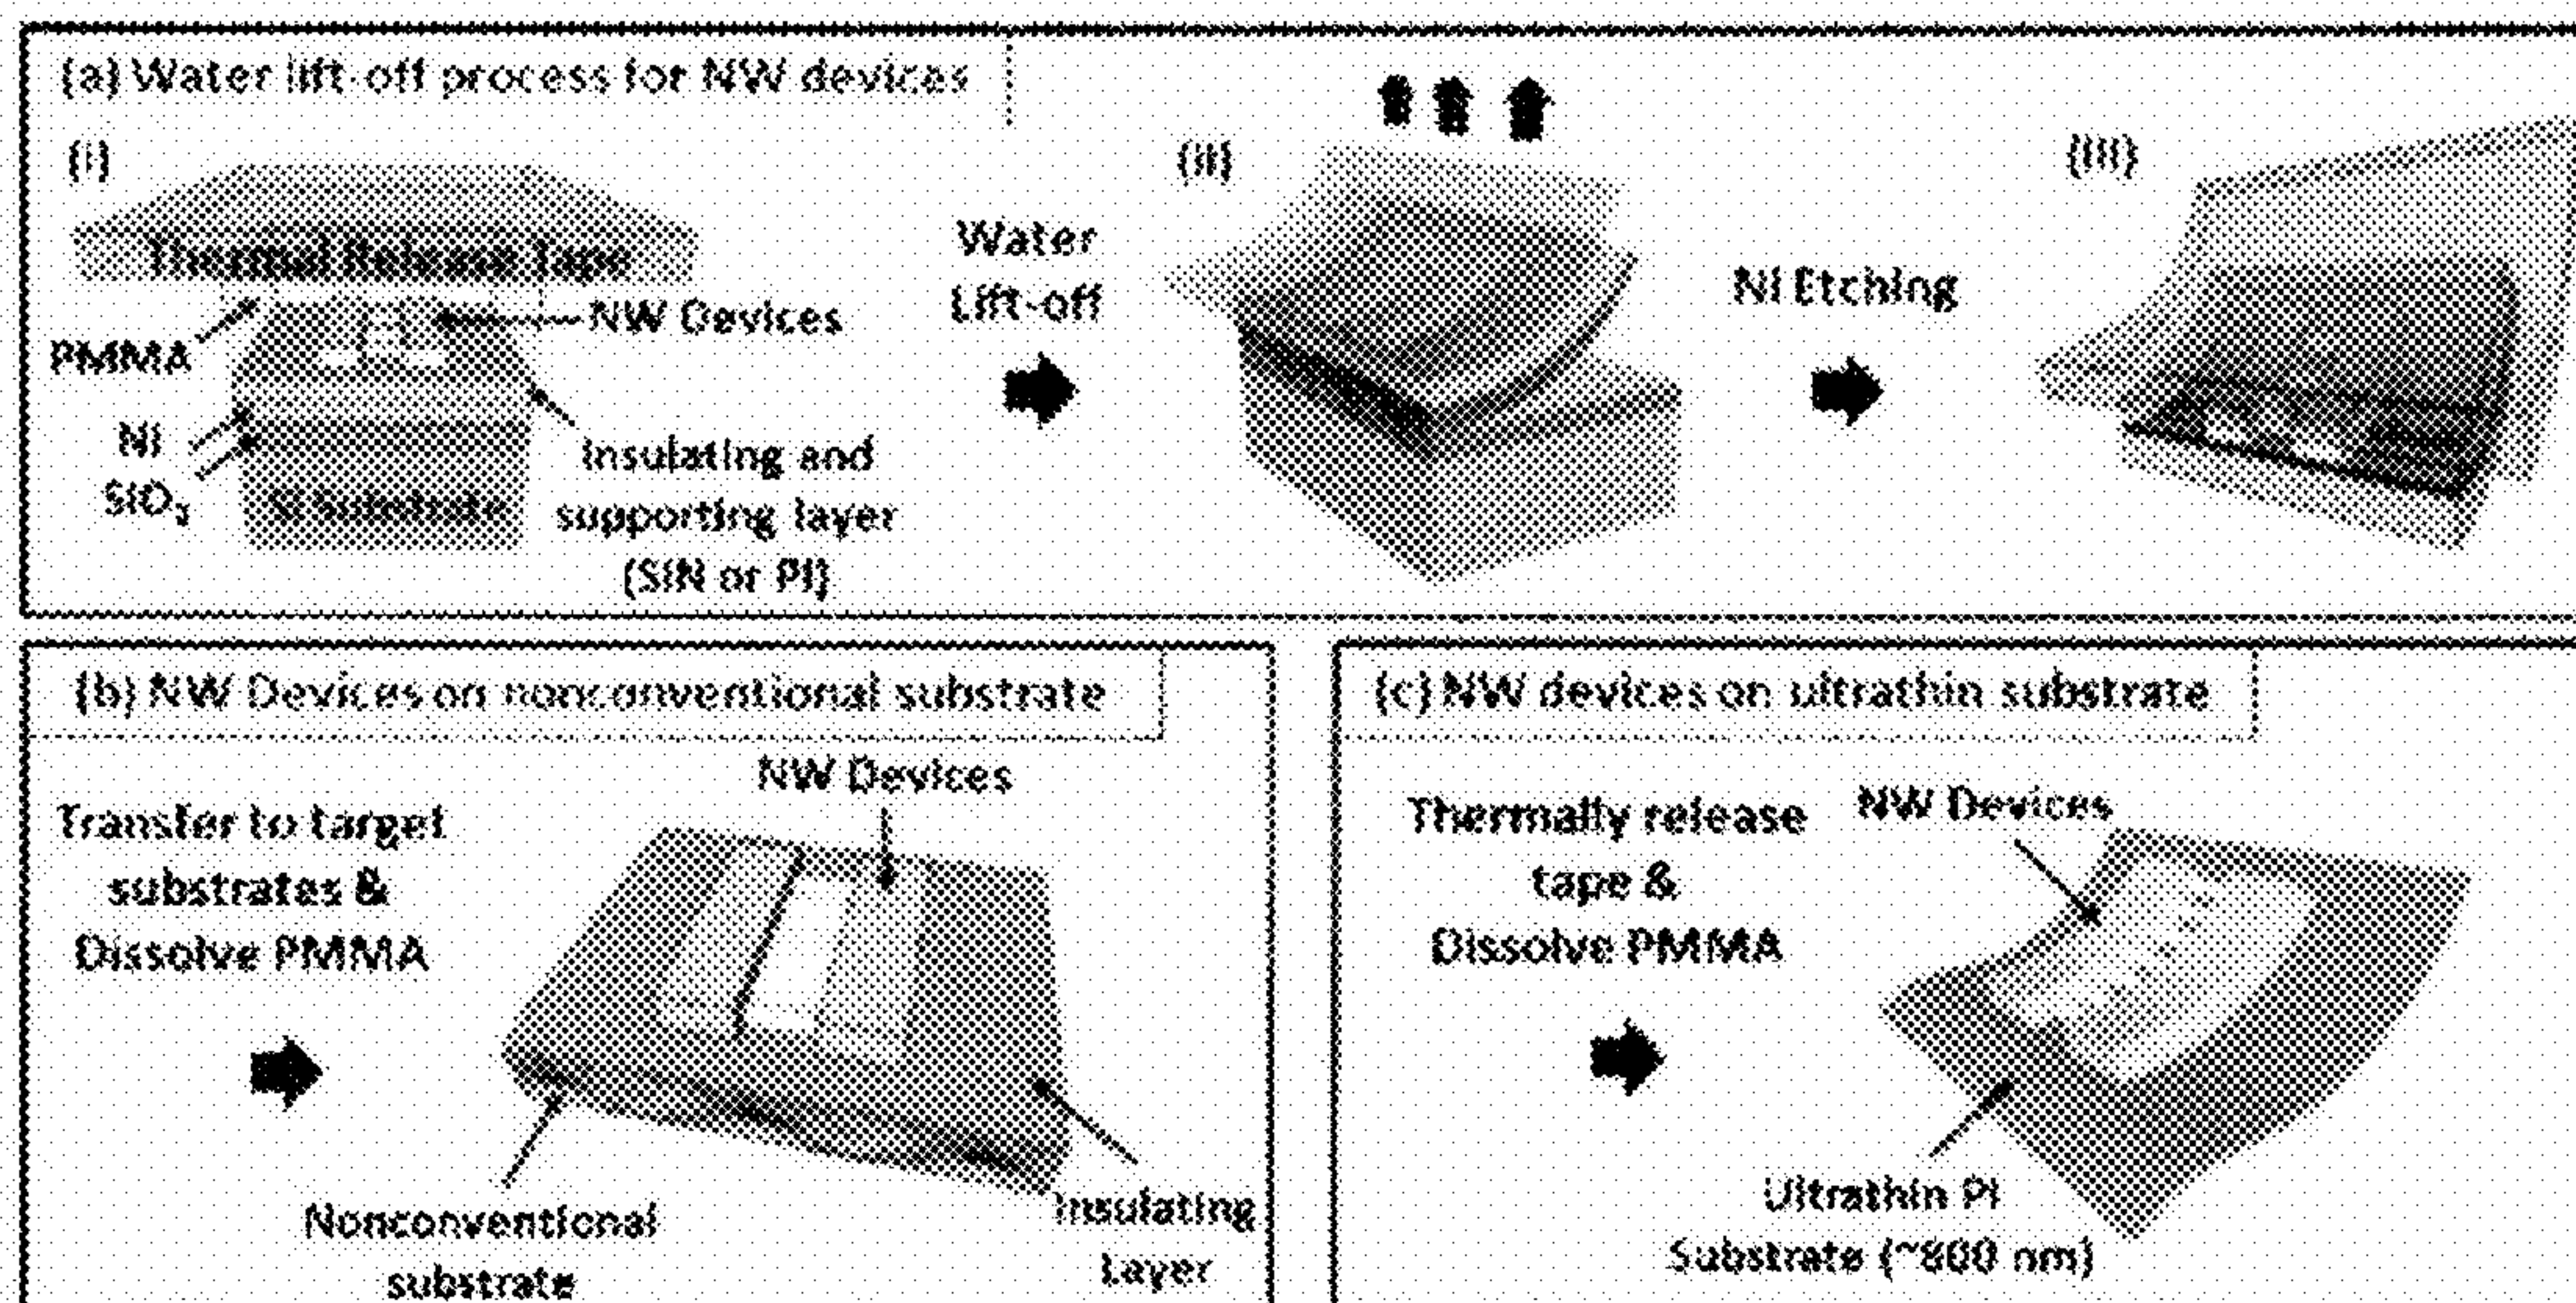 (a) Water lift-off process for NW devices
(i)
Thermal Release Tape
PMMA
NW Devices
Ni
SiO₂
Si Substrate
Insulating and
supporting layer
(SiN or PI)
Water
Lift-off
(ii)
Ni Etching
(iii)
(b) NW Devices on nonconventional substrate
Transfer to target
substrates &
Dissolve PMMA
NW Devices
Nonconventional
substrate
Insulating
Layer
(c) NW devices on ultrathin substrate
Thermally release
tape &
Dissolve PMMA
NW Devices
Ultrathin PI
Substrate (~800 nm)